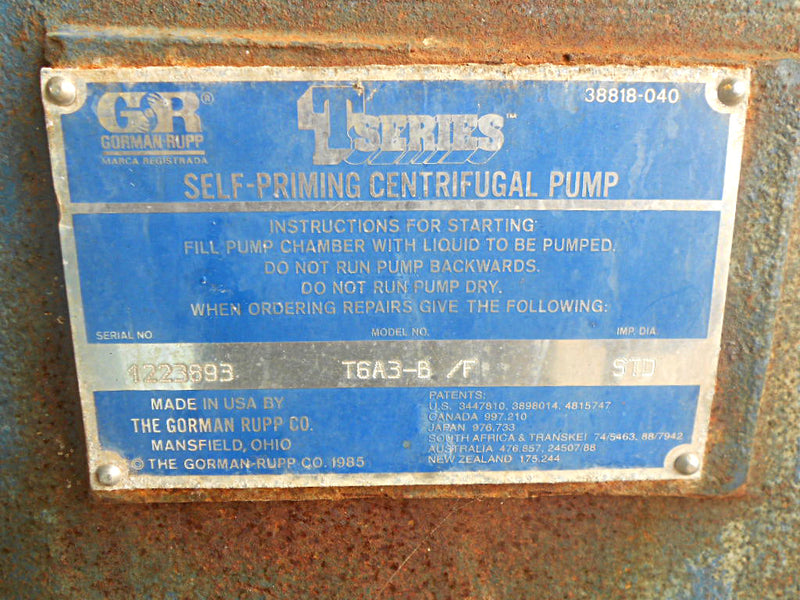 38818-040
G&R®
GORMAN-RUPP
MARCA REGISTRADA
T SERIES™
SELF-PRIMING CENTRIFUGAL PUMP
INSTRUCTIONS FOR STARTING
FILL PUMP CHAMBER WITH LIQUID TO BE PUMPED.
DO NOT RUN PUMP BACKWARDS.
DO NOT RUN PUMP DRY.
WHEN ORDERING REPAIRS GIVE THE FOLLOWING:
SERIAL NO. MODEL NO. IMP. DIA.
1223893 T6A3-B /F STD
MADE IN USA BY
THE GORMAN RUPP CO.
MANSFIELD, OHIO
© THE GORMAN-RUPP CO. 1985
PATENTS:
U.S. 3447810, 3898014, 4815747
CANADA 997,210
JAPAN 976,733
SOUTH AFRICA & TRANSKEI 74/5463, 88/7942
AUSTRALIA 476,857, 24507/88
NEW ZEALAND 175,244